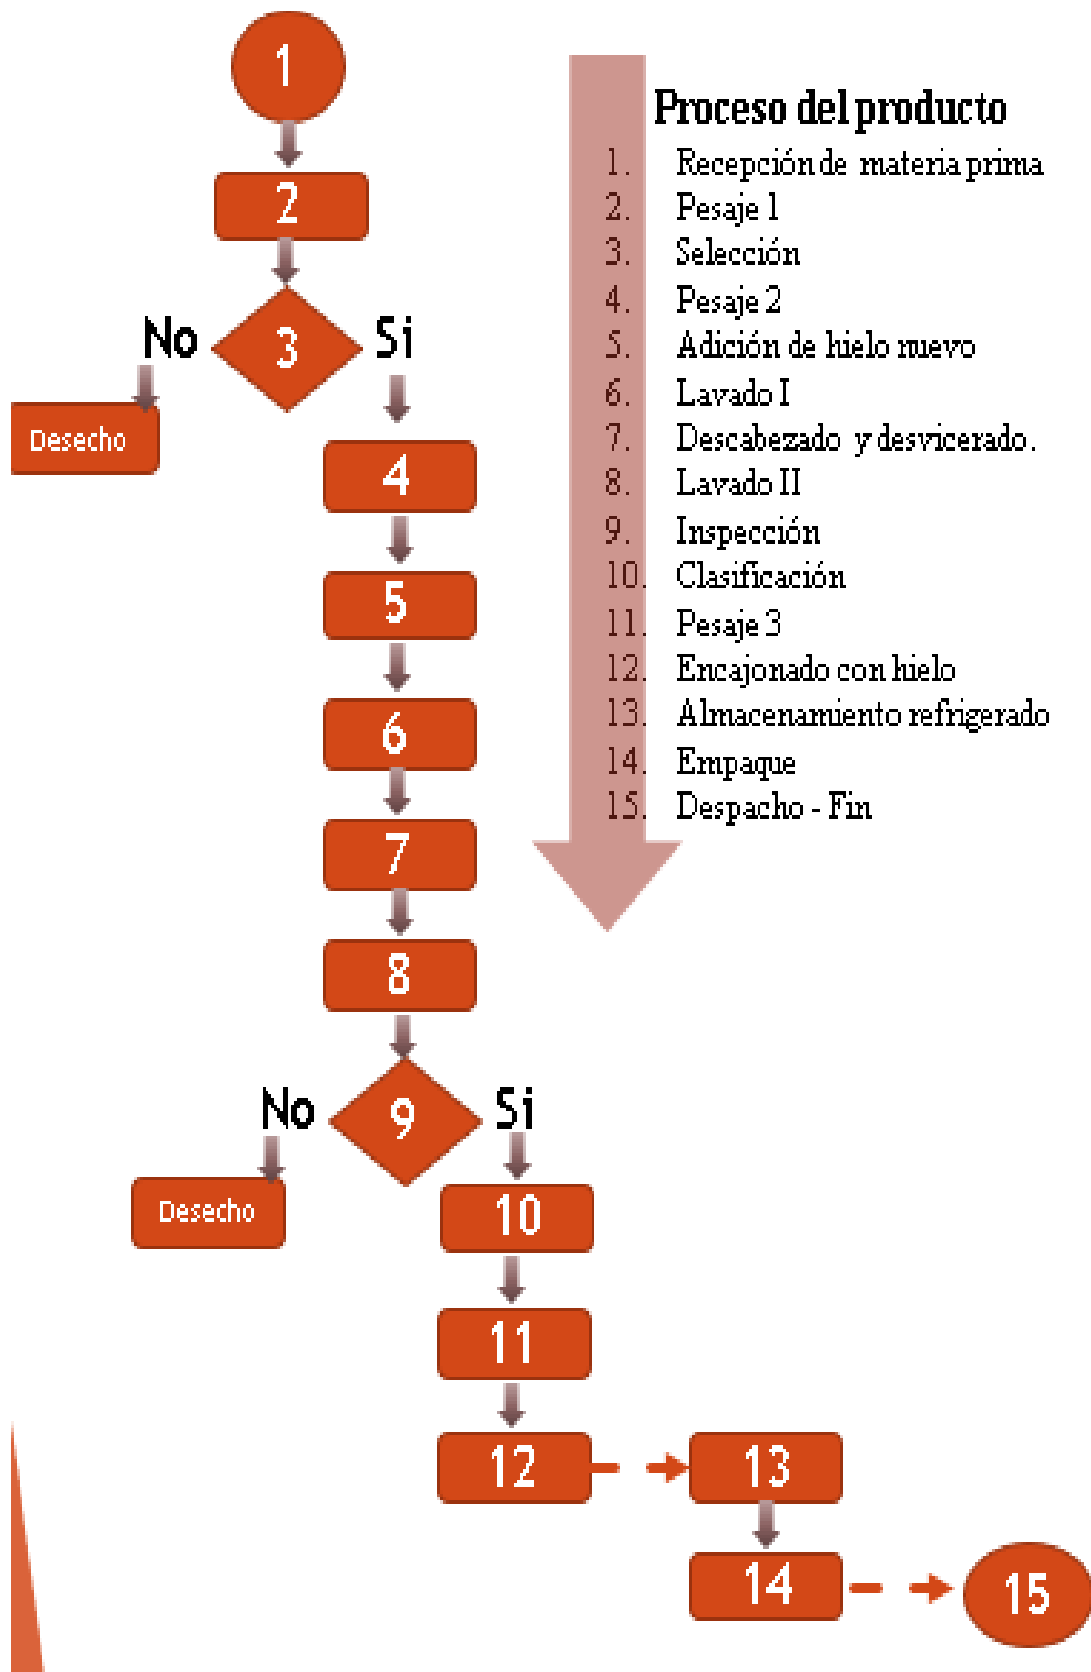 1
2
No
3
Si
Desecho
4
5
6
7
8
No
9
Si
Desecho
10
11
12
13
14
15
Proceso del producto
1. Recepción de materia prima
2. Pesaje 1
3. Selección
4. Pesaje 2
5. Adición de hielo nuevo
6. Lavado I
7. Descabezado y desvicerado.
8. Lavado II
9. Inspección
10. Clasificación
11. Pesaje 3
12. Encajonado con hielo
13. Almacenamiento refrigerado
14. Empaque
15. Despacho - Fin